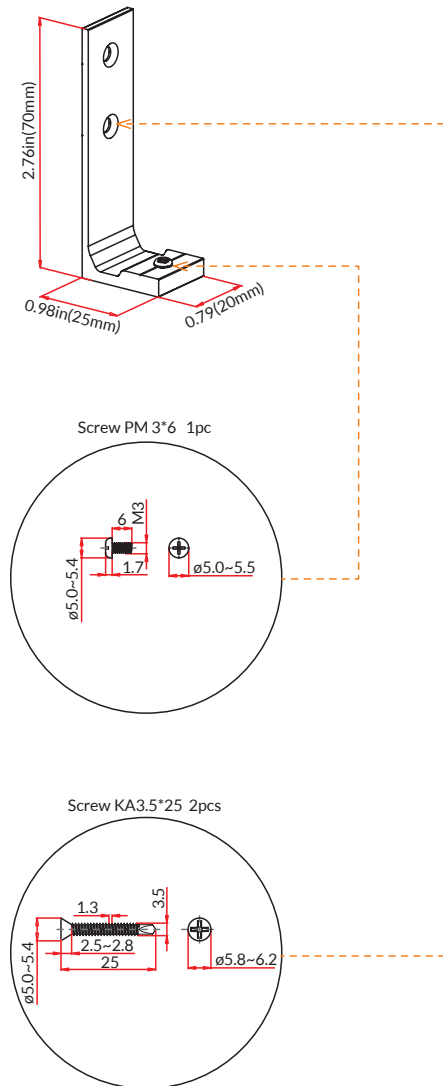 2.76in(70mm)
0.98in(25mm)
0.79(20mm)
Screw PM 3*6 1pc
6
M3
ø5.0~5.4
1.7
ø5.0~5.5
Screw KA3.5*25 2pcs
1.3
3.5
ø5.0~5.4
2.5~2.8
25
ø5.8~6.2